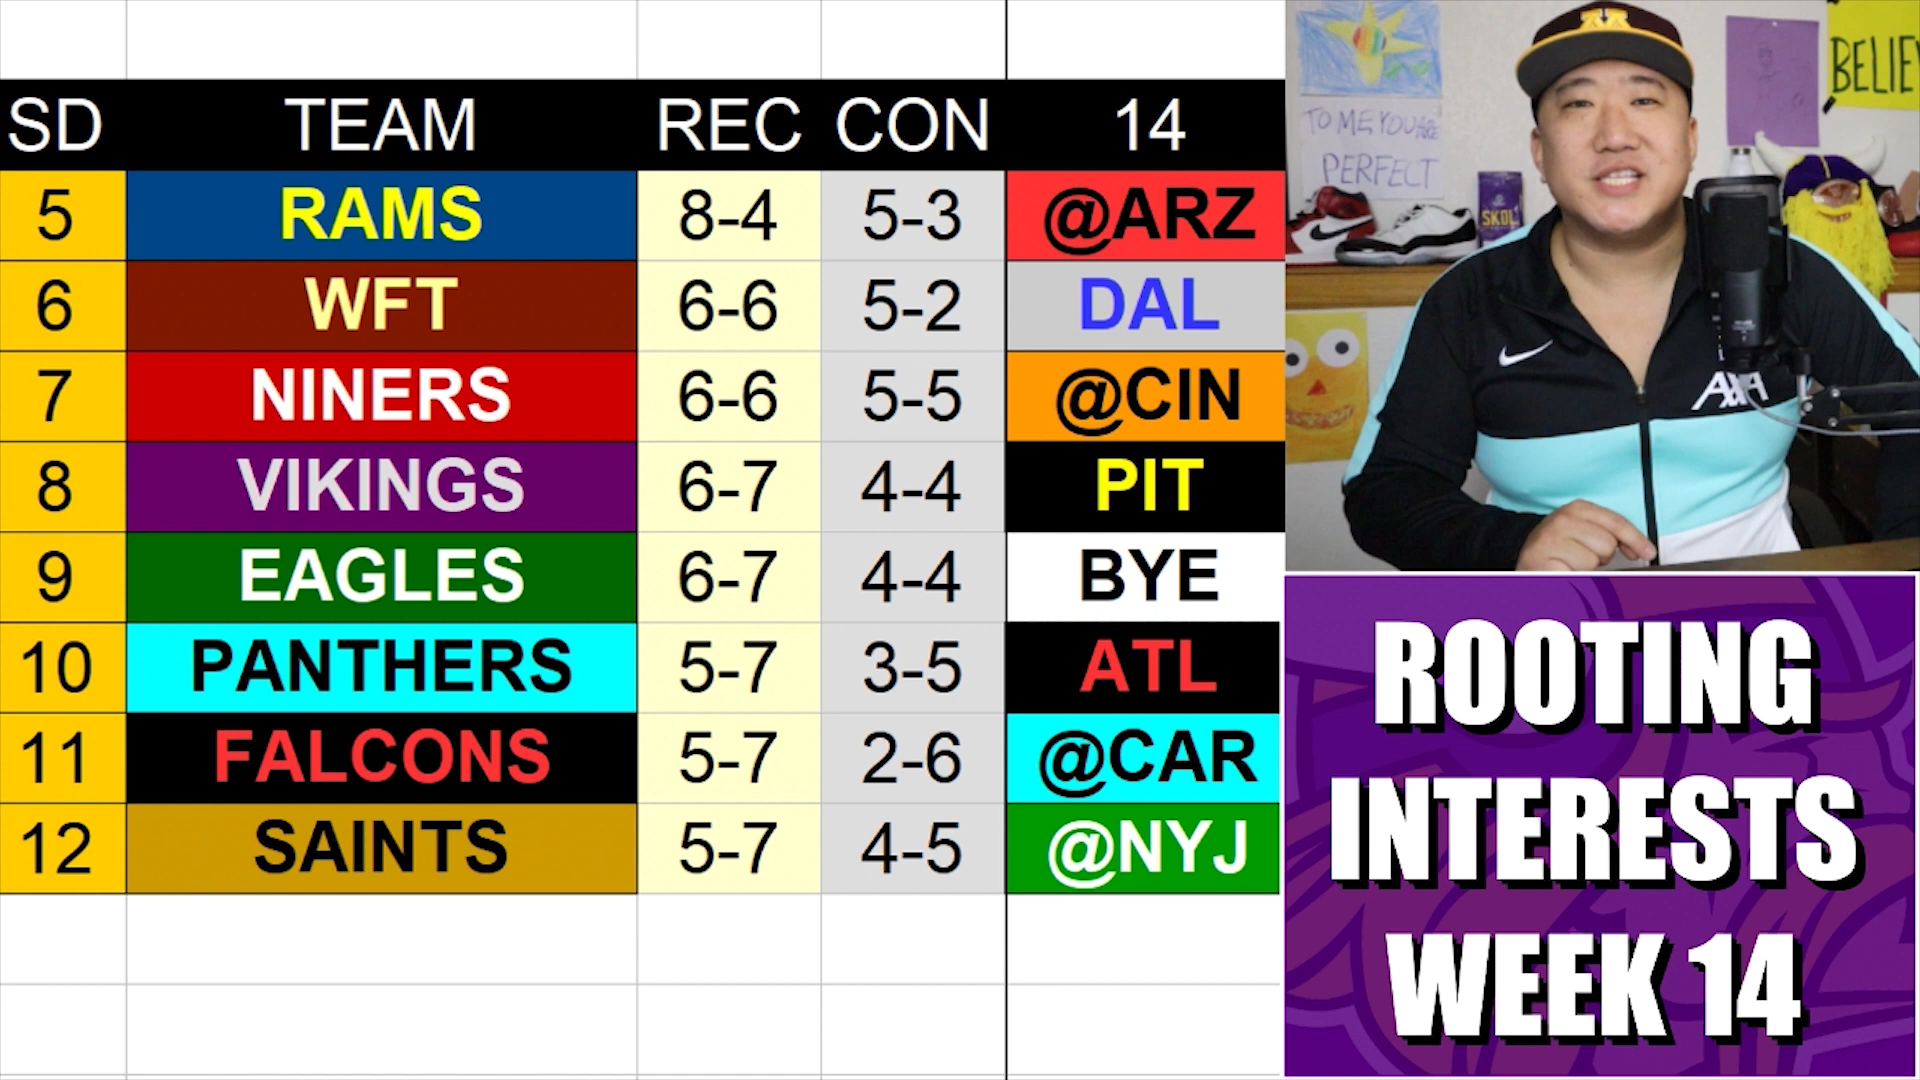 SD TEAM REC CON 14
5 RAMS 8-4 5-3 @ARZ
6 WFT 6-6 5-2 DAL
7 NINERS 6-6 5-5 @CIN
8 VIKINGS 6-7 4-4 PIT
9 EAGLES 6-7 4-4 BYE
10 PANTHERS 5-7 3-5 ATL
11 FALCONS 5-7 2-6 @CAR
12 SAINTS 5-7 4-5 @NYJ
BELIE
TO ME YOU ARE
PERFECT
SKOL
AXA
M
ROOTING
INTERESTS
WEEK 14